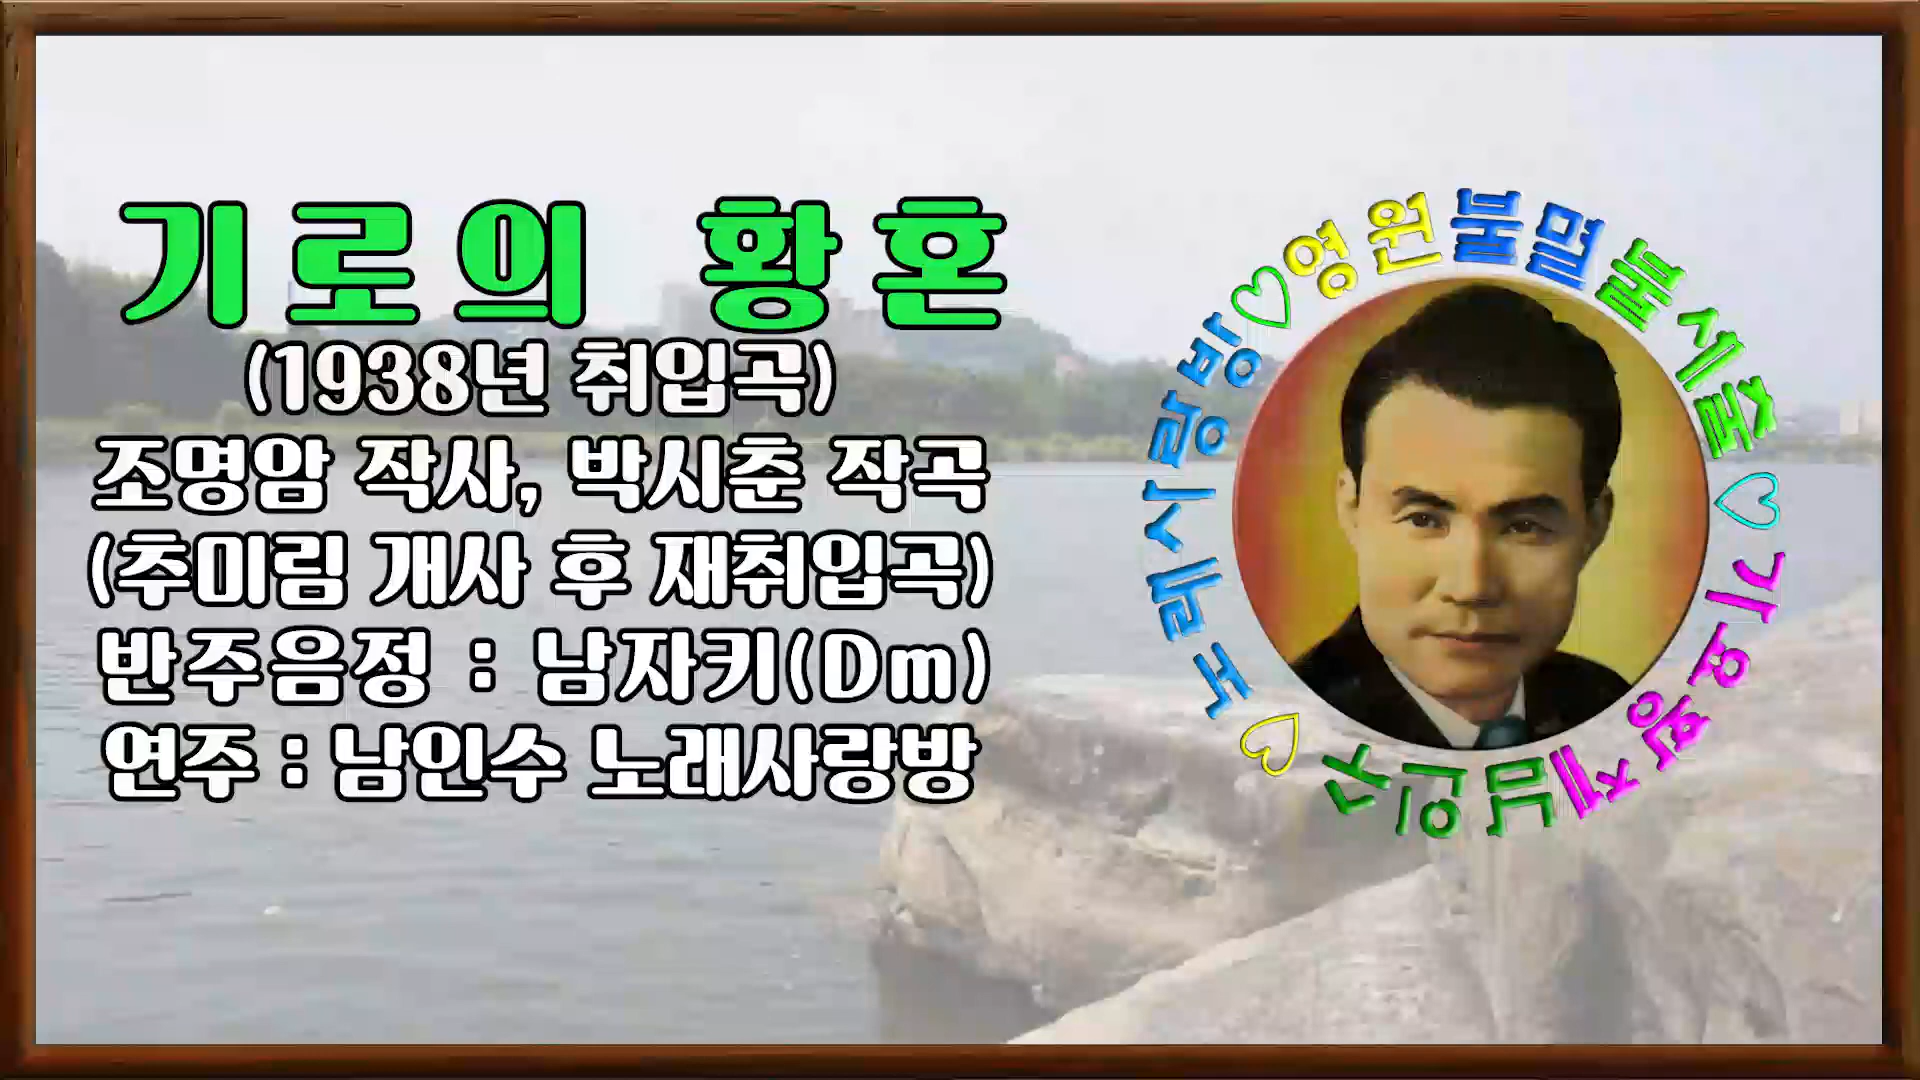 기로의 황혼
(1938년 취입곡)
조명암 작사, 박시춘 작곡
(추미림 개사 후 재취입곡)
반주음정 : 남자키(Dm)
연주 : 남인수 노래사랑방
♡영원불멸불세출♡가요황제남인수♡노래사랑방